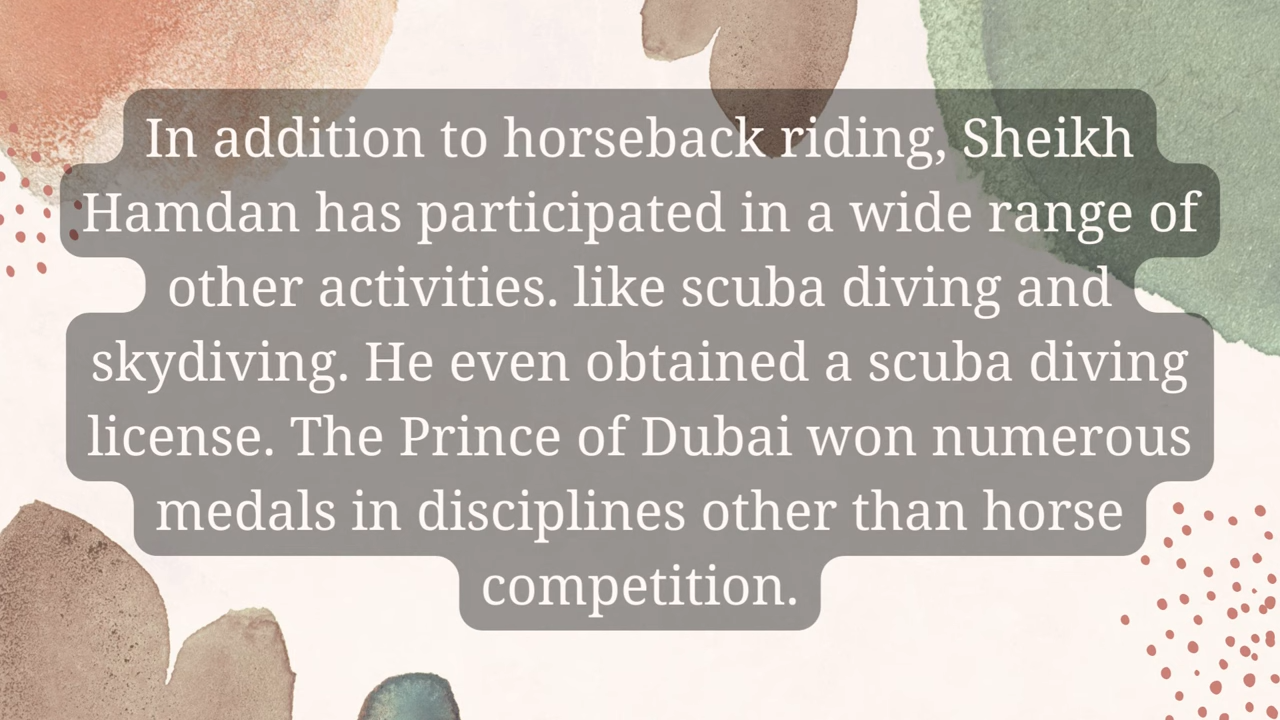 In addition to horseback riding, Sheikh
Hamdan has participated in a wide range of
other activities. like scuba diving and
skydiving. He even obtained a scuba diving
license. The Prince of Dubai won numerous
medals in disciplines other than horse
competition.